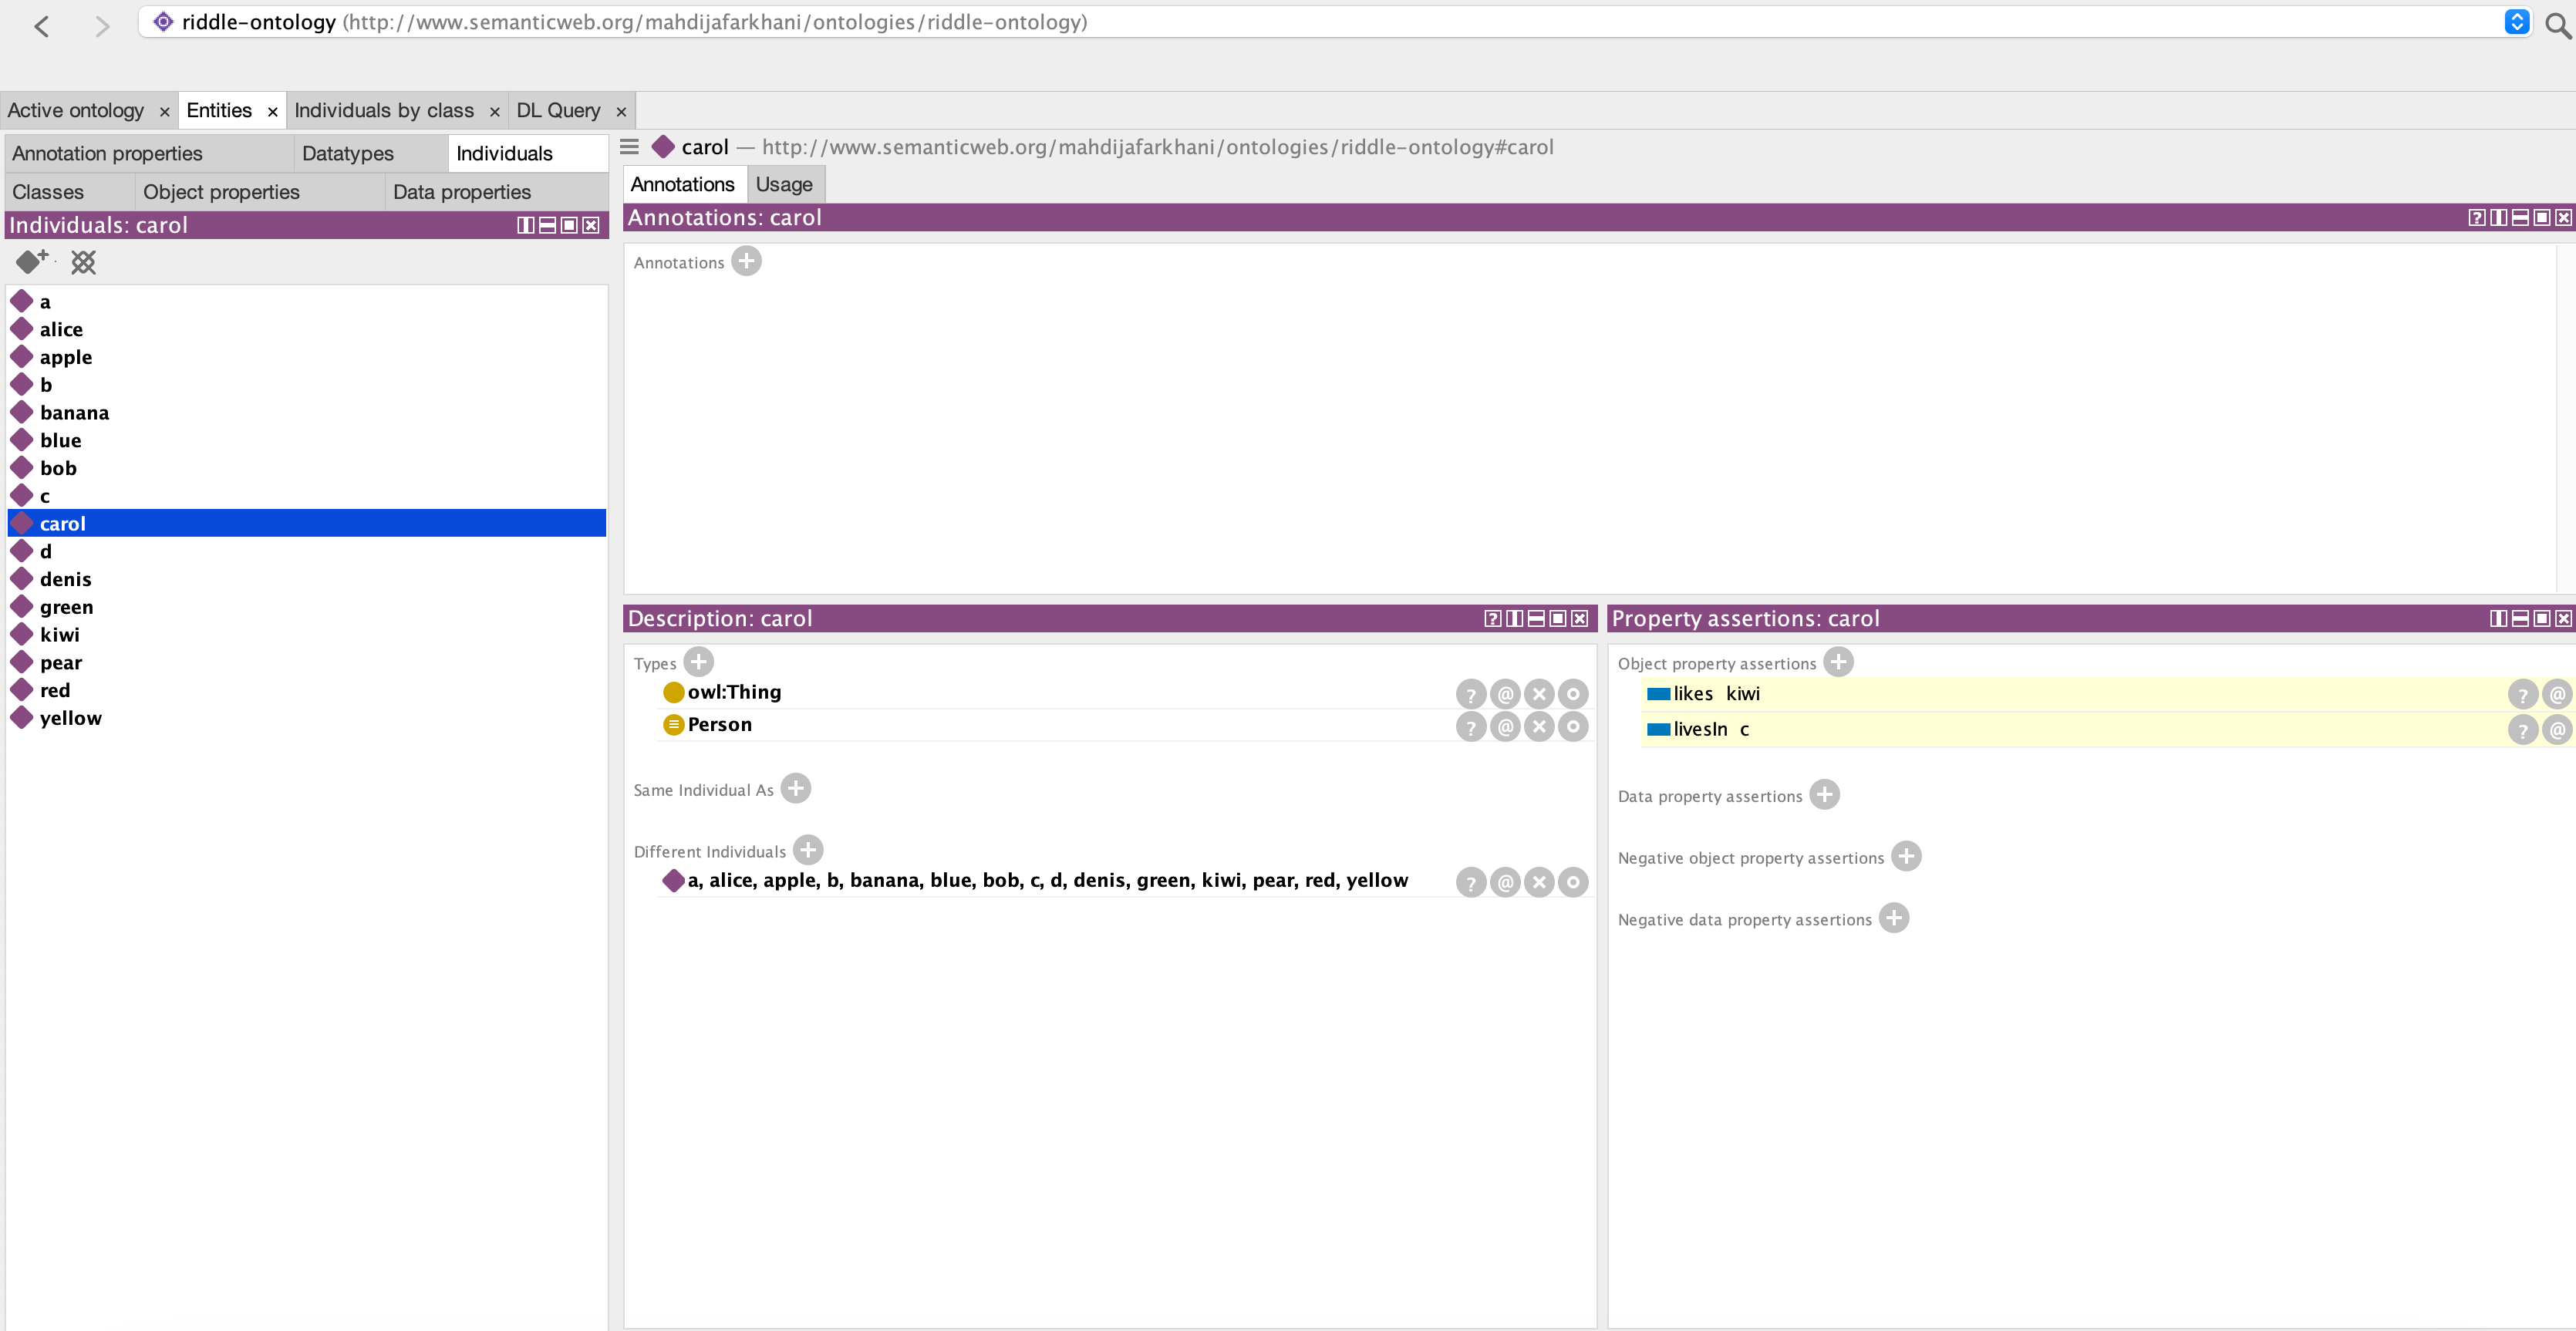 riddle-ontology (http://www.semanticweb.org/mahdijafarkhani/ontologies/riddle-ontology)
Active ontology × Entities × Individuals by class × DL Query ×
Annotation properties Datatypes Individuals
Classes Object properties Data properties
Individuals: carol
a
alice
apple
b
banana
blue
bob
c
carol
d
denis
green
kiwi
pear
red
yellow
carol — http://www.semanticweb.org/mahdijafarkhani/ontologies/riddle-ontology#carol
Annotations Usage
Annotations: carol
Annotations
Description: carol
Types
owl:Thing
Person
Same Individual As
Different Individuals
a, alice, apple, b, banana, blue, bob, c, d, denis, green, kiwi, pear, red, yellow
Property assertions: carol
Object property assertions
likes kiwi
livesIn c
Data property assertions
Negative object property assertions
Negative data property assertions